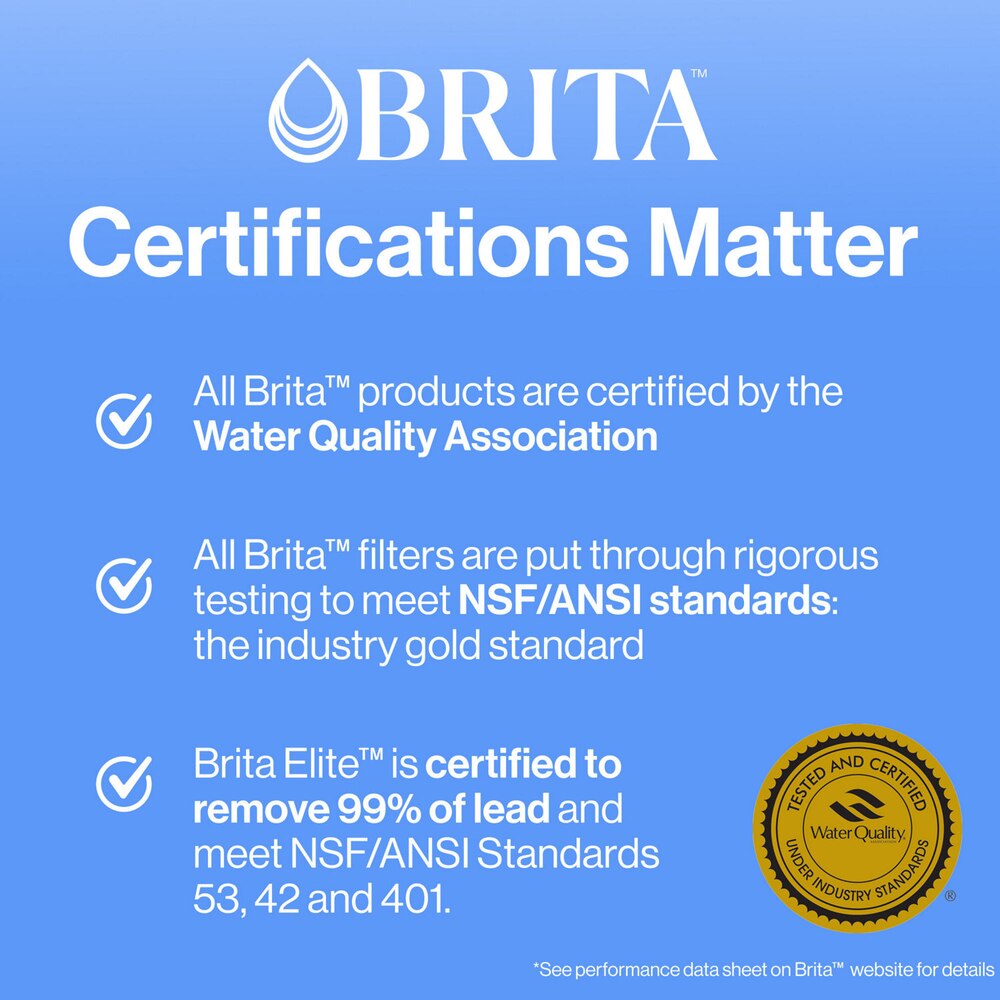 BRITA™
Certifications Matter
All Brita™ products are certified by the
Water Quality Association
All Brita™ filters are put through rigorous
testing to meet NSF/ANSI standards:
the industry gold standard
Brita Elite™ is certified to
remove 99% of lead and
meet NSF/ANSI Standards
53, 42 and 401.
TESTED AND CERTIFIED
Water Quality
ASSOCIATION
UNDER INDUSTRY STANDARDS
®
*See performance data sheet on Brita™ website for details